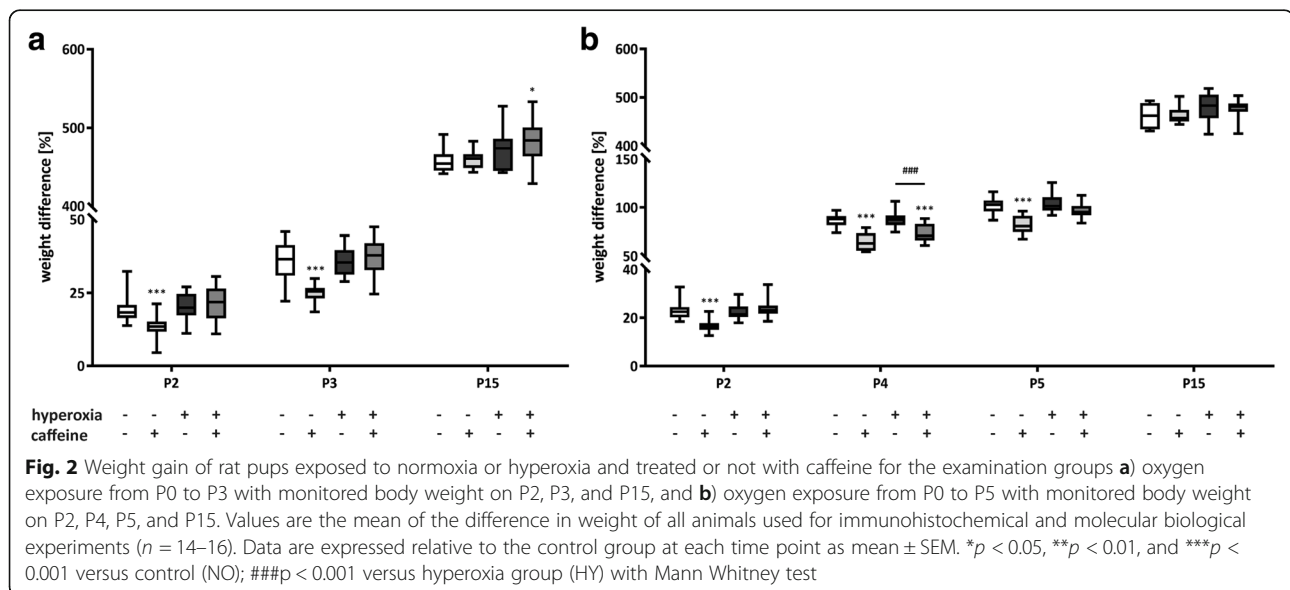 a
600
500
400
50
25
0
weight difference [%]
***
***
*
P2
P3
P15
b
600
500
400
150
100
50
40
20
0
weight difference [%]
***
***
###
***
***
P2
P4
P5
P15
hyperoxia - - + + - - + + - - + + - - + + - - + + - - + + - - + +
caffeine - + - + - + - + - + - + - + - + - + - + - + - + - + - +
Fig. 2 Weight gain of rat pups exposed to normoxia or hyperoxia and treated or not with caffeine for the examination groups a) oxygen
exposure from P0 to P3 with monitored body weight on P2, P3, and P15, and b) oxygen exposure from P0 to P5 with monitored body weight
on P2, P4, P5, and P15. Values are the mean of the difference in weight of all animals used for immunohistochemical and molecular biological
experiments (n = 14–16). Data are expressed relative to the control group at each time point as mean ± SEM. *p < 0.05, **p < 0.01, and ***p <
0.001 versus control (NO); ###p < 0.001 versus hyperoxia group (HY) with Mann Whitney test